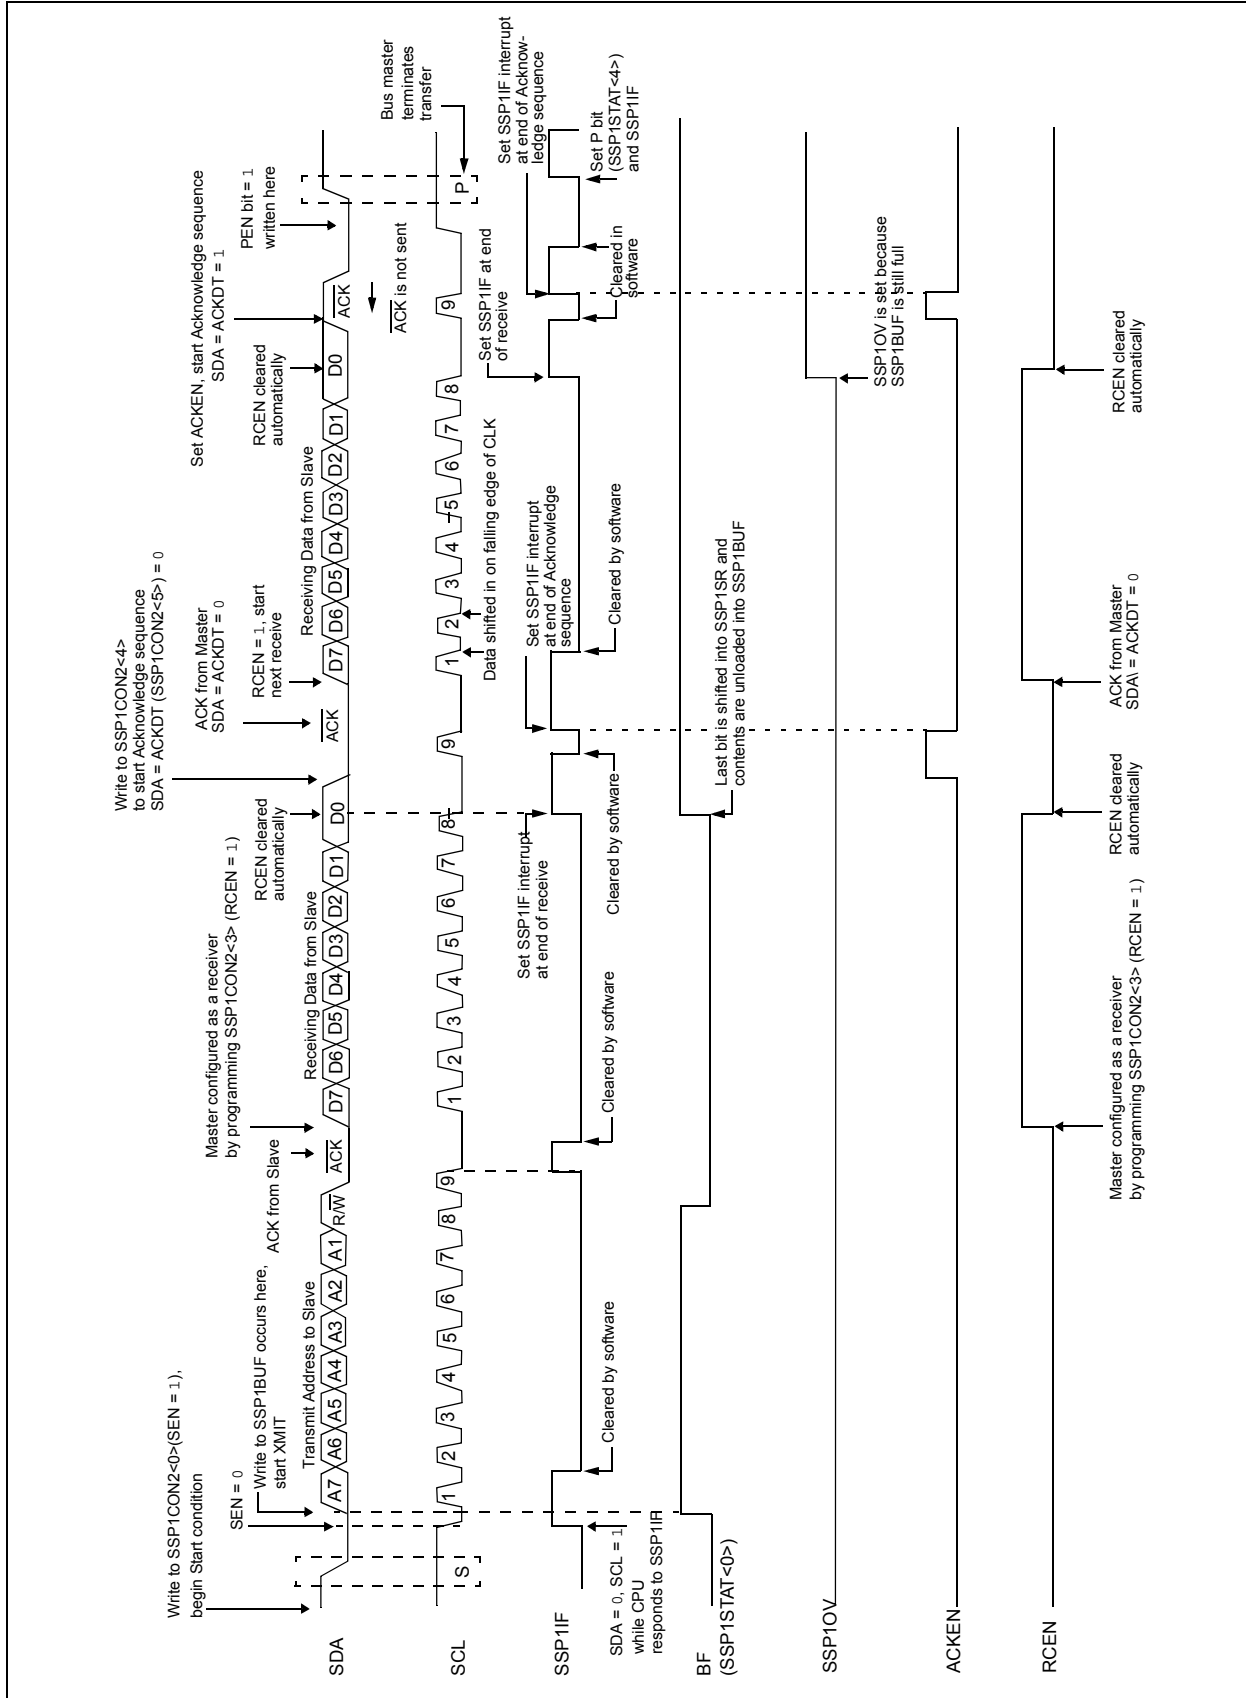 Write to SSP1CON2<0>(SEN = 1),
begin Start condition
SEN = 0
Write to SSP1BUF occurs here,
start XMIT
ACK from Slave
Master configured as a receiver
by programming SSP1CON2<3> (RCEN = 1)
RCEN cleared
automatically
Write to SSP1CON2<4>
to start Acknowledge sequence
SDA = ACKDT (SSP1CON2<5>) = 0
ACK from Master
SDA = ACKDT = 0
RCEN = 1, start
next receive
RCEN cleared
automatically
Set ACKEN, start Acknowledge sequence
SDA = ACKDT = 1
PEN bit = 1
written here
Transmit Address to Slave
Receiving Data from Slave
Receiving Data from Slave
SDA
A7 A6 A5 A4 A3 A2 A1 R/W ACK D7 D6 D5 D4 D3 D2 D1 D0 ACK D7 D6 D5 D4 D3 D2 D1 D0 ACK
ACK is not sent
Bus master
terminates
transfer
SCL
S 1 2 3 4 5 6 7 8 9 1 2 3 4 5 6 7 8 9 1 2 3 4 5 6 7 8 9 P
Data shifted in on falling edge of CLK
Set SSP1IF interrupt
at end of receive
Set SSP1IF interrupt
at end of Acknowledge
sequence
Set SSP1IF at end
of receive
Set SSP1IF interrupt
at end of Acknow-
ledge sequence
SSP1IF
SDA = 0, SCL = 1
while CPU
responds to SSP1IF
Cleared by software
Cleared by software
Cleared by software
Cleared by software
Cleared in
software
Set P bit
(SSP1STAT<4>)
and SSP1IF
BF
(SSP1STAT<0>)
Last bit is shifted into SSP1SR and
contents are unloaded into SSP1BUF
SSP1OV
SSP1OV is set because
SSP1BUF is still full
ACKEN
RCEN
Master configured as a receiver
by programming SSP1CON2<3> (RCEN = 1)
RCEN cleared
automatically
ACK from Master
SDA\ = ACKDT = 0
RCEN cleared
automatically